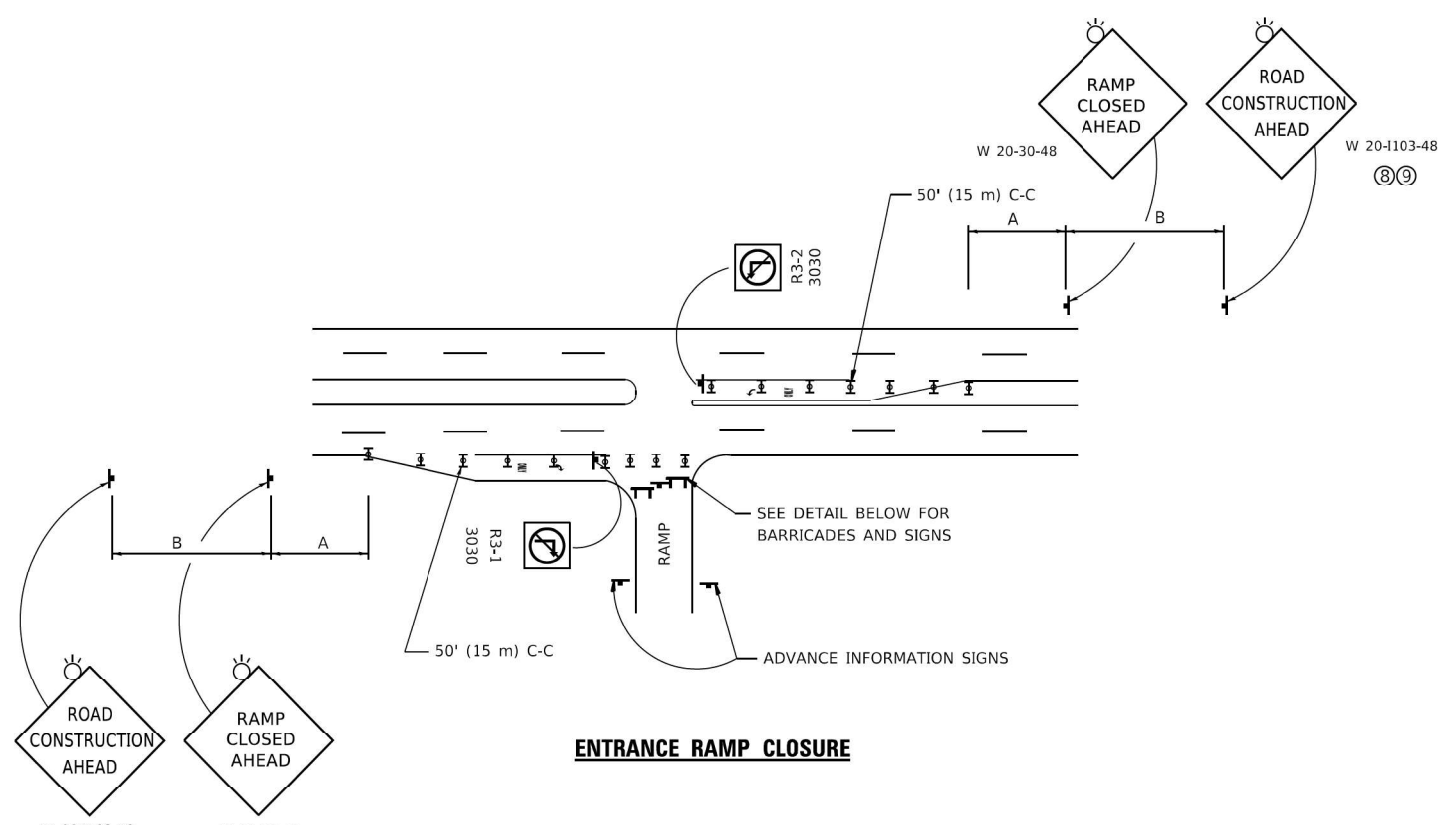 RAMP
CLOSED
AHEAD
ROAD
CONSTRUCTION
AHEAD
W 20-30-48
W 20-I103-48
⑧⑨
50' (15 m) C-C
A
B
R3-2
3030
ONLY
ONLY
B
A
R3-1
3030
RAMP
SEE DETAIL BELOW FOR
BARRICADES AND SIGNS
50' (15 m) C-C
ADVANCE INFORMATION SIGNS
ROAD
CONSTRUCTION
AHEAD
RAMP
CLOSED
AHEAD
ENTRANCE RAMP CLOSURE